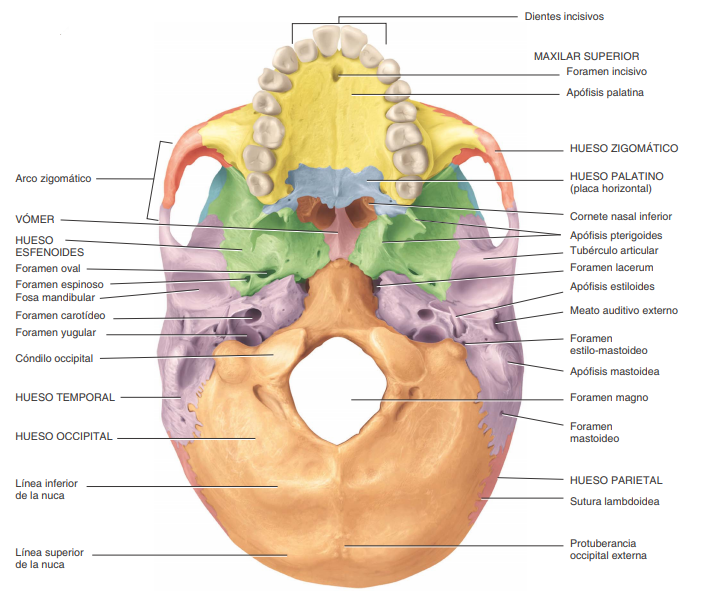 Dientes incisivos
MAXILAR SUPERIOR
Foramen incisivo
Apófisis palatina
HUESO ZIGOMÁTICO
HUESO PALATINO
(placa horizontal)
Cornete nasal inferior
Apófisis pterigoides
Tubérculo articular
Foramen lacerum
Apófisis estiloides
Meato auditivo externo
Foramen
estilo-mastoideo
Apófisis mastoidea
Foramen magno
Foramen
mastoideo
HUESO PARIETAL
Sutura lambdoidea
Protuberancia
occipital externa
Arco zigomático
VÓMER
HUESO
ESFENOIDES
Foramen oval
Foramen espinoso
Fosa mandibular
Foramen carotídeo
Foramen yugular
Cóndilo occipital
HUESO TEMPORAL
HUESO OCCIPITAL
Línea inferior
de la nuca
Línea superior
de la nuca